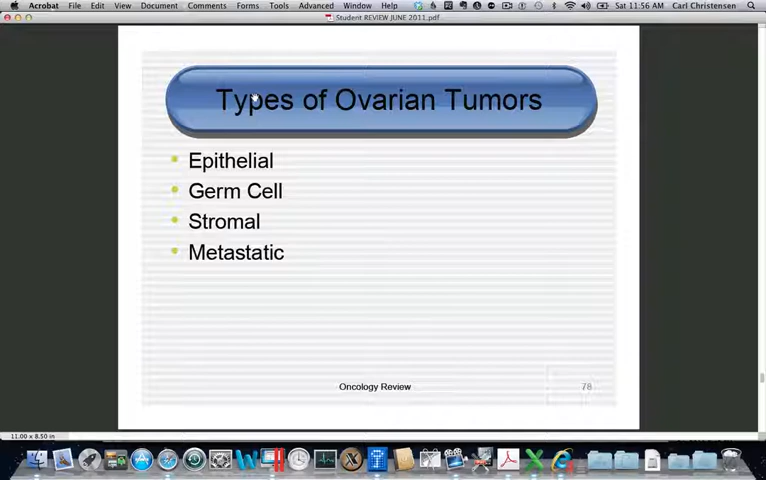 Acrobat File Edit View Document Comments Forms Tools Advanced Window Help Sat 11:56 AM Carl Christensen
Student REVIEW JUNE 2011.pdf
Types of Ovarian Tumors
Epithelial
Germ Cell
Stromal
Metastatic
Oncology Review 78
11.00 x 8.50 in